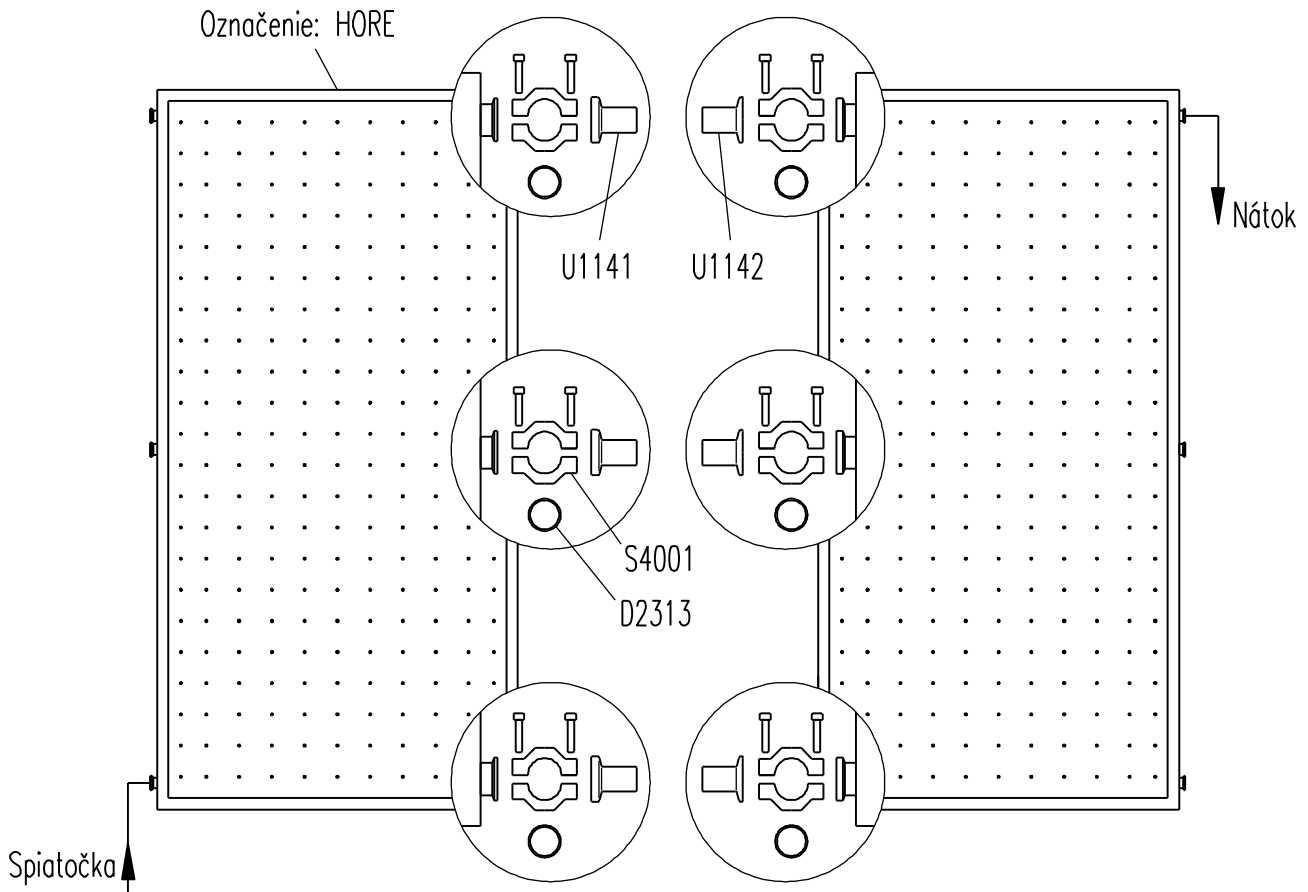 Označenie: HORE
Nátok
U1141
U1142
S4001
D2313
Spiatočka